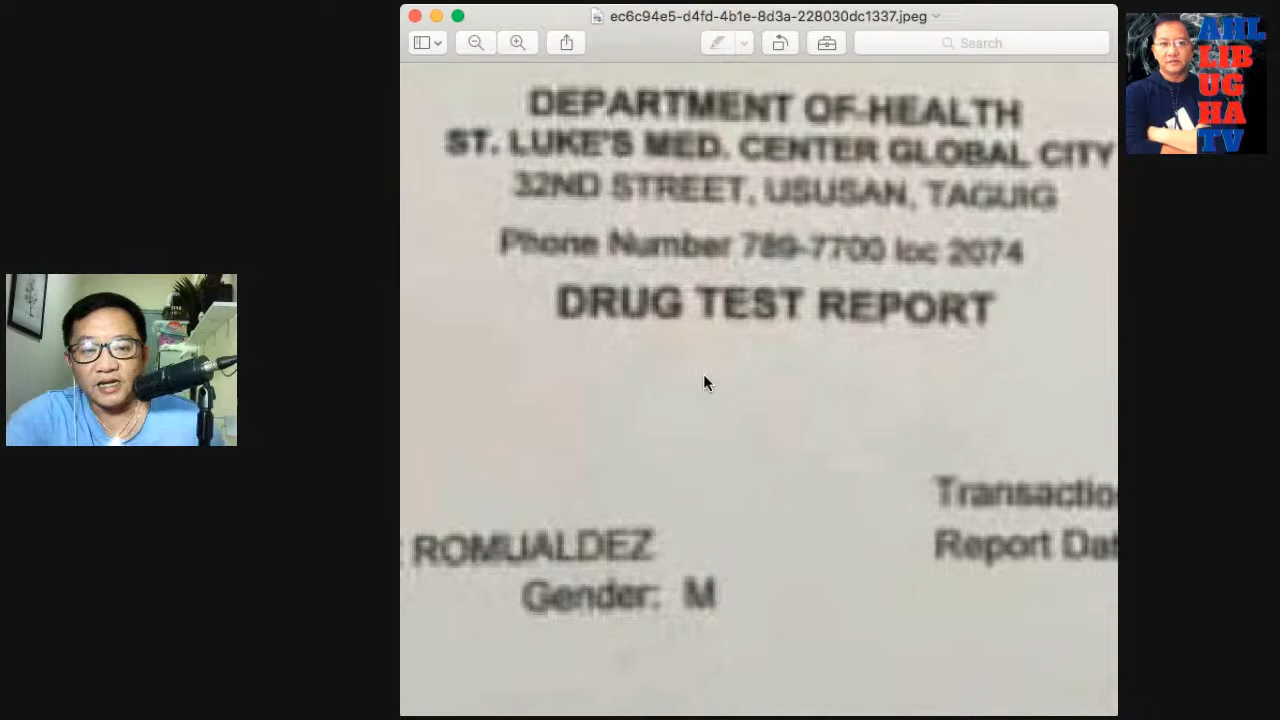 ec6c94e5-d4fd-4b1e-8d3a-228030dc1337.jpeg
Search
DEPARTMENT OF HEALTH
ST. LUKE'S MED. CENTER GLOBAL CITY
32ND STREET, USUSAN, TAGUIG
Phone Number 789-7700 loc 2074
DRUG TEST REPORT
Transactio
ROMUALDEZ
Report Dat
Gender: M
AHL
LIB
UG
HA
TV